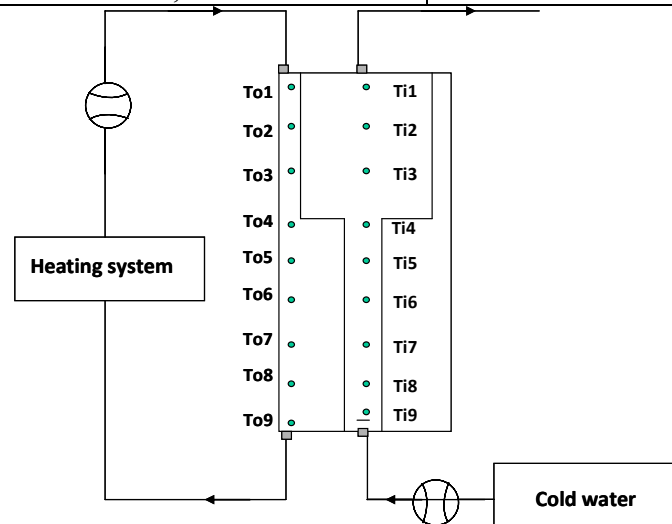 To1 Ti1
To2 Ti2
To3 Ti3
To4 Ti4
To5 Ti5
Heating system
To6 Ti6
To7 Ti7
To8 Ti8
To9 Ti9
Cold water